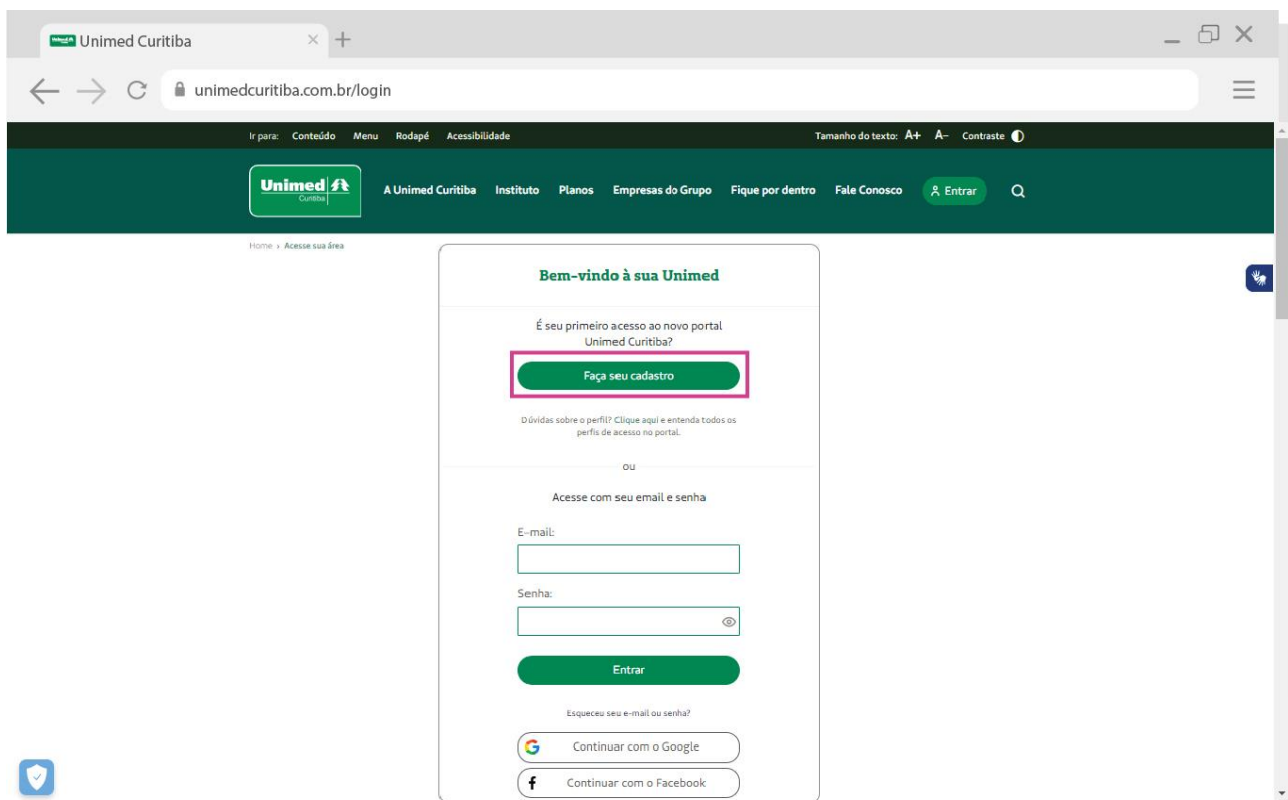 Unimed Curitiba
unimedcuritiba.com.br/login
Ir para: Conteúdo Menu Rodapé Acessibilidade Tamanho do texto: A+ A- Contraste
Unimed
Curitiba
A Unimed Curitiba Instituto Planos Empresas do Grupo Fique por dentro Fale Conosco Entrar
Home › Acesse sua área
Bem-vindo à sua Unimed
É seu primeiro acesso ao novo portal
Unimed Curitiba?
Faça seu cadastro
Dúvidas sobre o perfil? Clique aqui e entenda todos os
perfis de acesso no portal.
ou
Acesse com seu email e senha
E-mail:
Senha:
Entrar
Esqueceu seu e-mail ou senha?
Continuar com o Google
Continuar com o Facebook